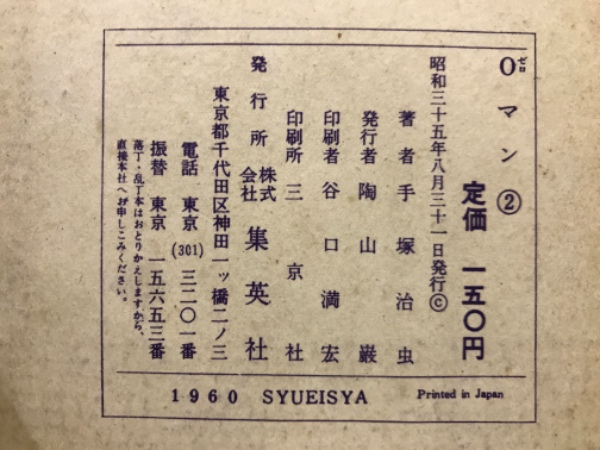 0マン②
ゼロ
定価 一五〇円
昭和三十五年八月三十一日発行©
著者 手塚治虫
発行者 陶山巌
印刷者 谷口満宏
印刷所 三京社
発行所 株式会社 集英社
東京都千代田区神田一ッ橋二ノ三
電話 東京 (301) 三二〇一番
振替 東京 一五六五三番
落丁・乱丁本はおとりかえしますから、
直接本社へお申しこみください。
1960 SYUEISYA Printed in Japan